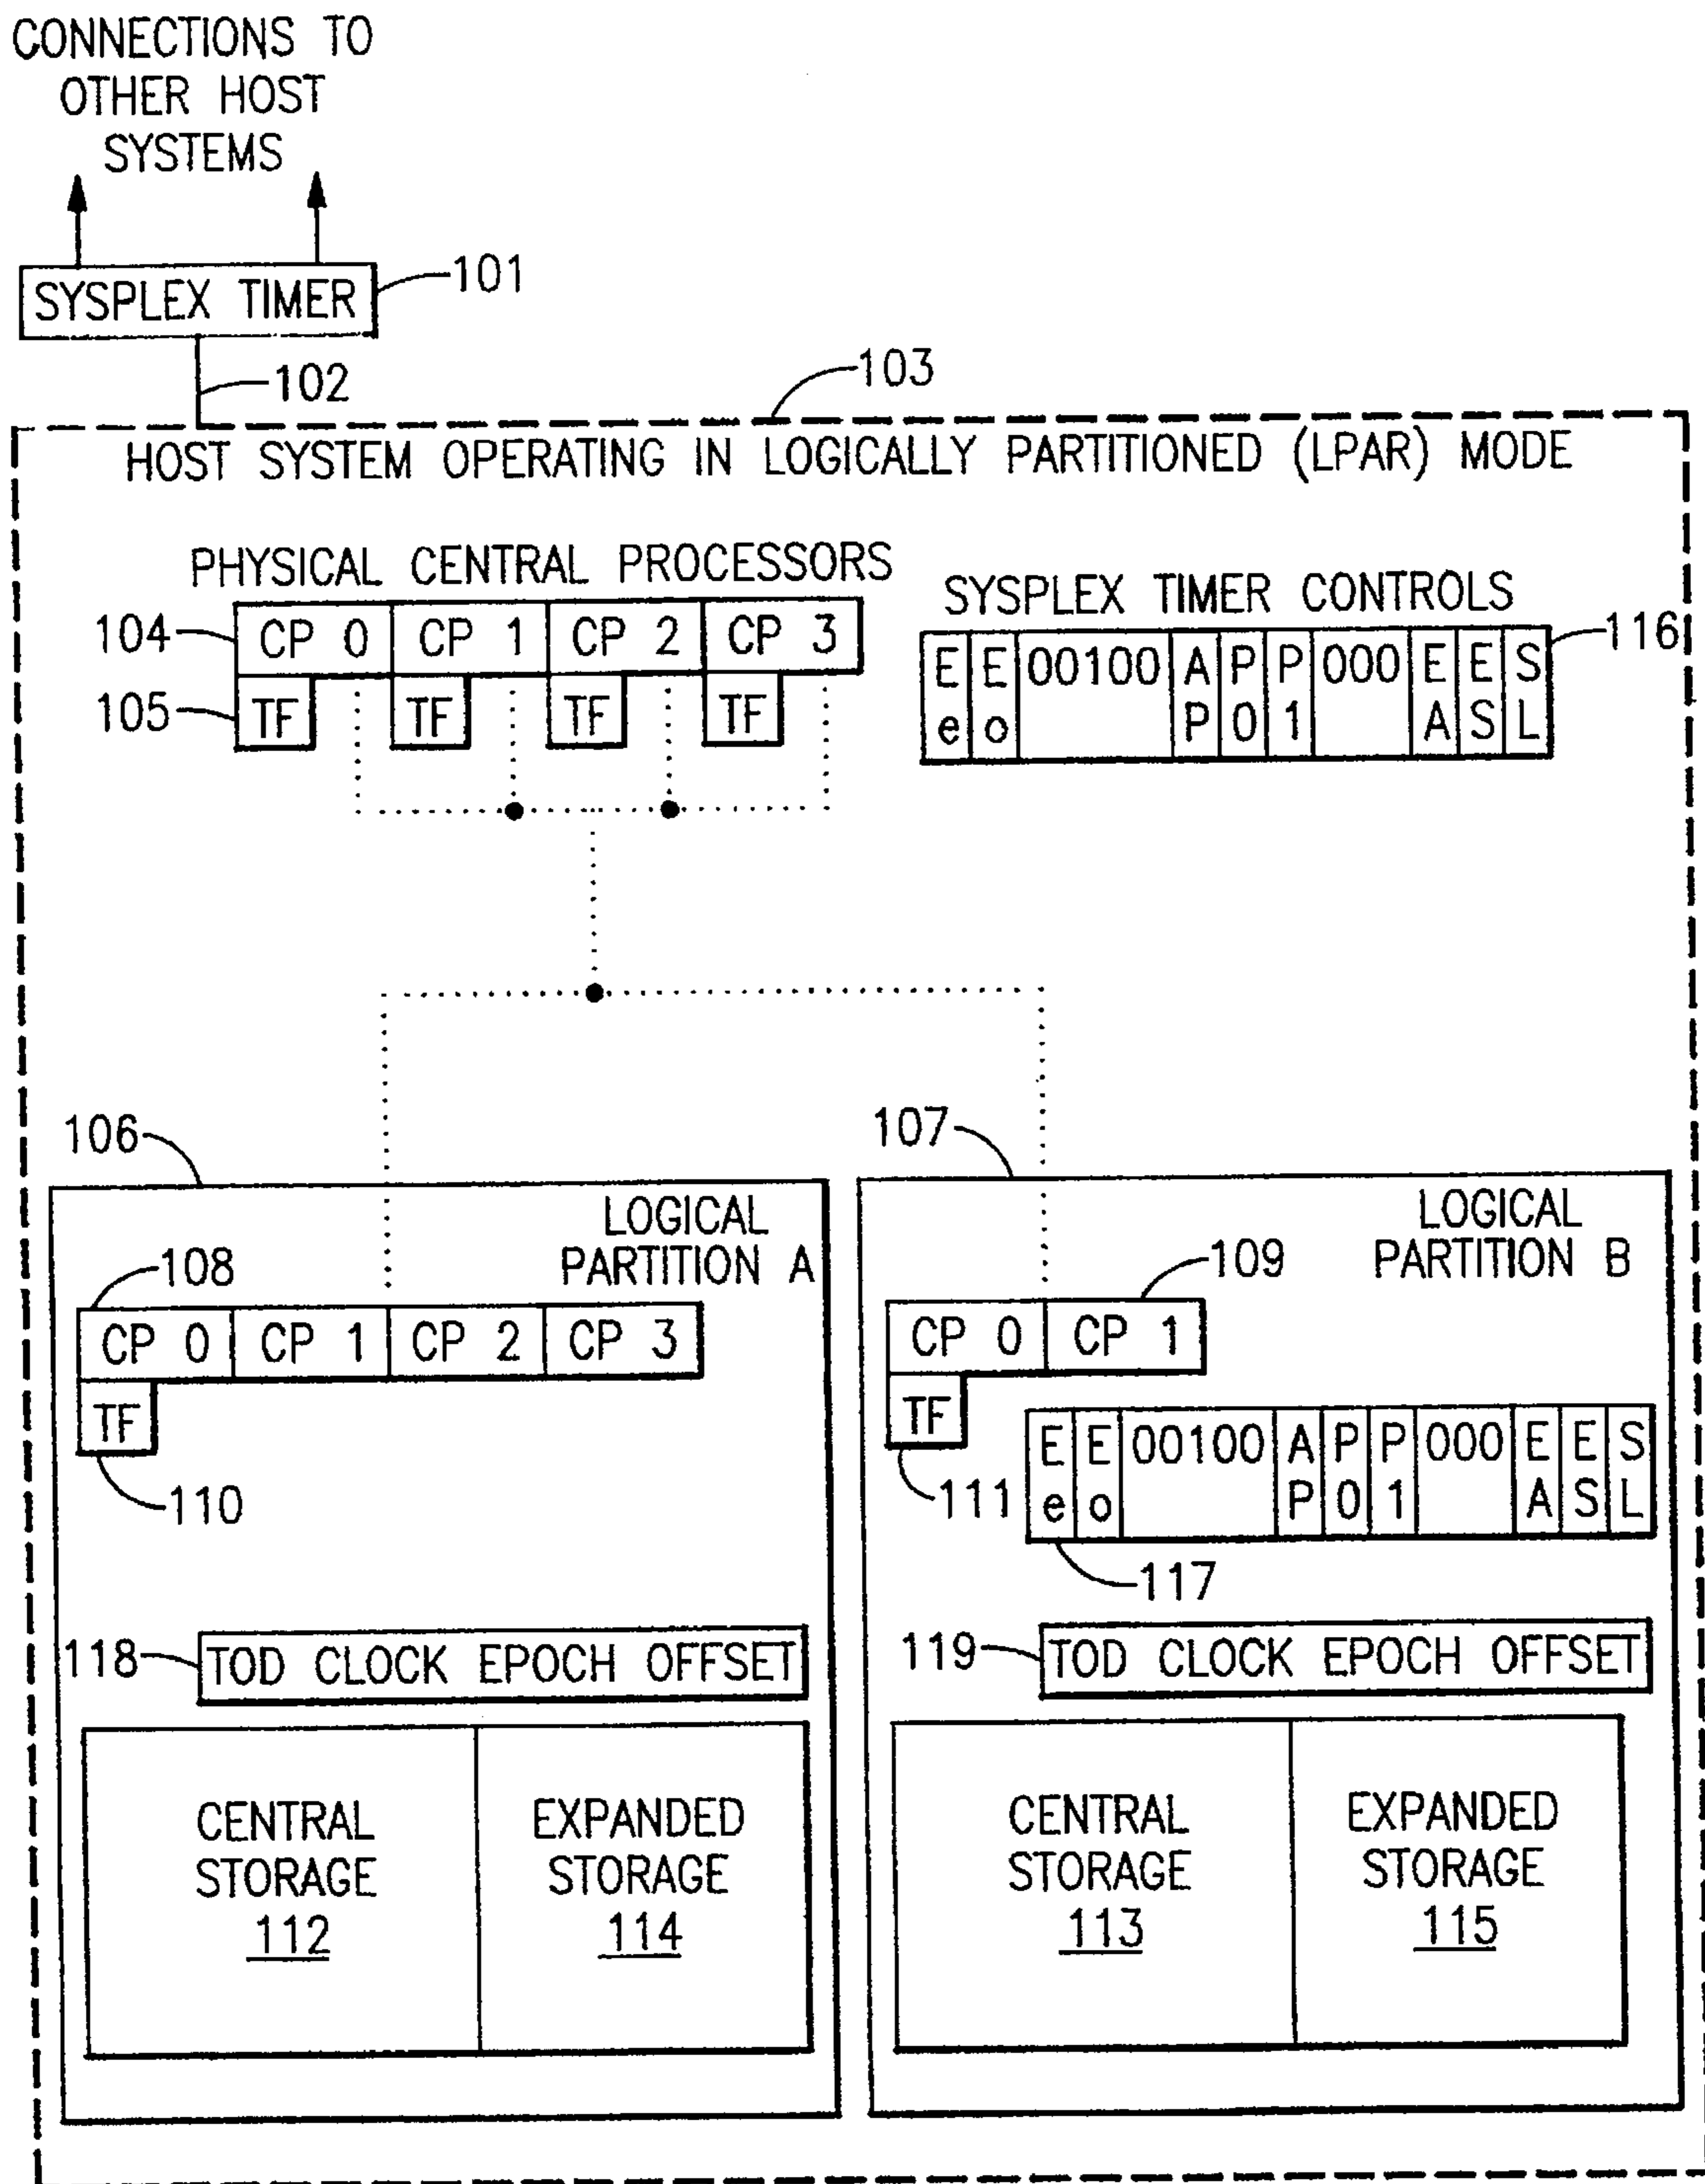 CONNECTIONS TO
OTHER HOST
SYSTEMS
SYSPLEX TIMER 101
102
103
HOST SYSTEM OPERATING IN LOGICALLY PARTITIONED (LPAR) MODE
PHYSICAL CENTRAL PROCESSORS
104 CP 0 CP 1 CP 2 CP 3
105 TF TF TF TF
SYSPLEX TIMER CONTROLS
E E 00100 A P P 000 E E S 116
e o P 0 1 A S L
106
LOGICAL
PARTITION A
108
CP 0 CP 1 CP 2 CP 3
TF
110
118 TOD CLOCK EPOCH OFFSET
CENTRAL
STORAGE
112
EXPANDED
STORAGE
114
107
LOGICAL
PARTITION B
109
CP 0 CP 1
TF
111
E E 00100 A P P 000 E E S
e o P 0 1 A S L
117
119 TOD CLOCK EPOCH OFFSET
CENTRAL
STORAGE
113
EXPANDED
STORAGE
115